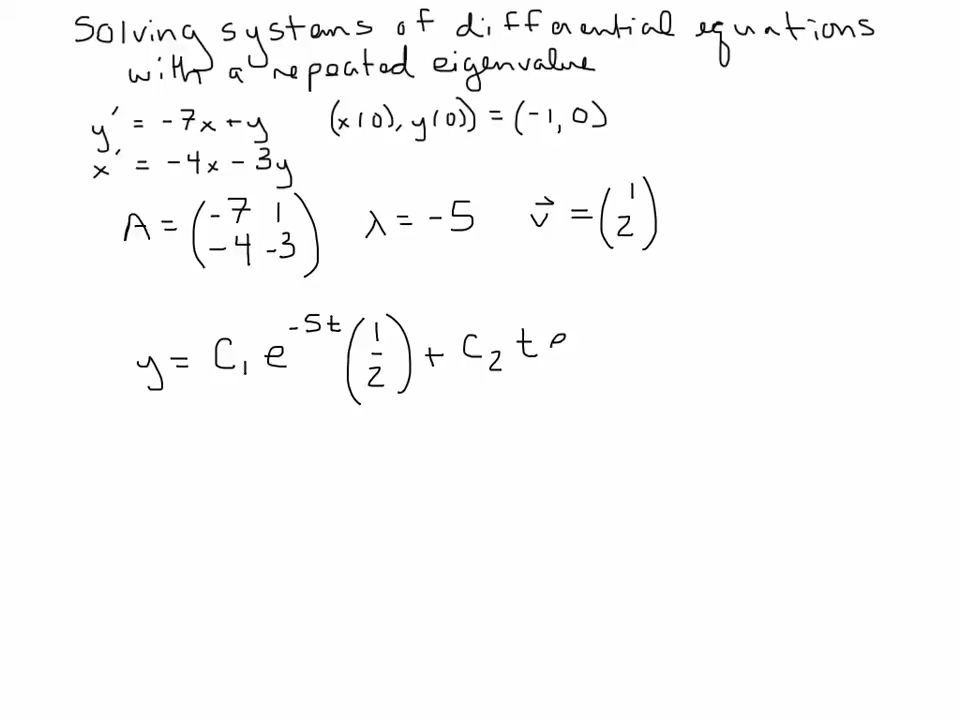 Solving systems of differential equations
with a repeated eigenvalue
y' = -7x + y (x(0), y(0)) = (-1, 0)
x' = -4x - 3y
A = (-7 1 / -4 -3) λ = -5 v⃗ = (1 / 2)
y = C₁ e^{-5t} (1 / 2) + C₂ t e